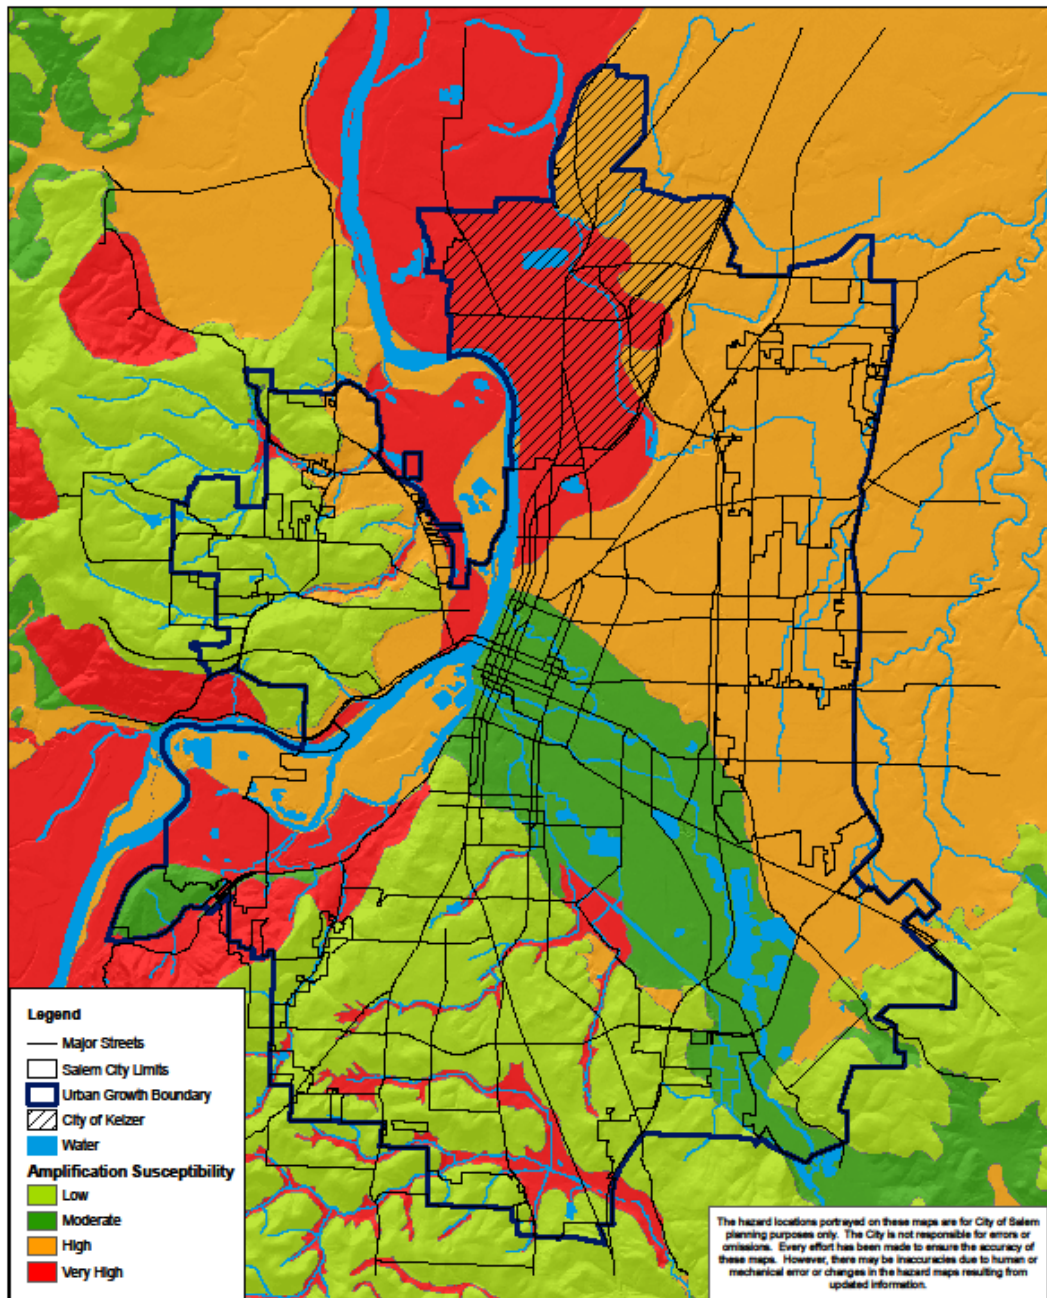 Legend
Major Streets
Salem City Limits
Urban Growth Boundary
City of Keizer
Water
Amplification Susceptibility
Low
Moderate
High
Very High
The hazard locations portrayed on these maps are for City of Salem
planning purposes only. The City is not responsible for errors or
omissions. Every effort has been made to ensure the accuracy of
these maps. However, there may be inaccuracies due to human or
mechanical error or changes in the hazard maps resulting from
updated information.